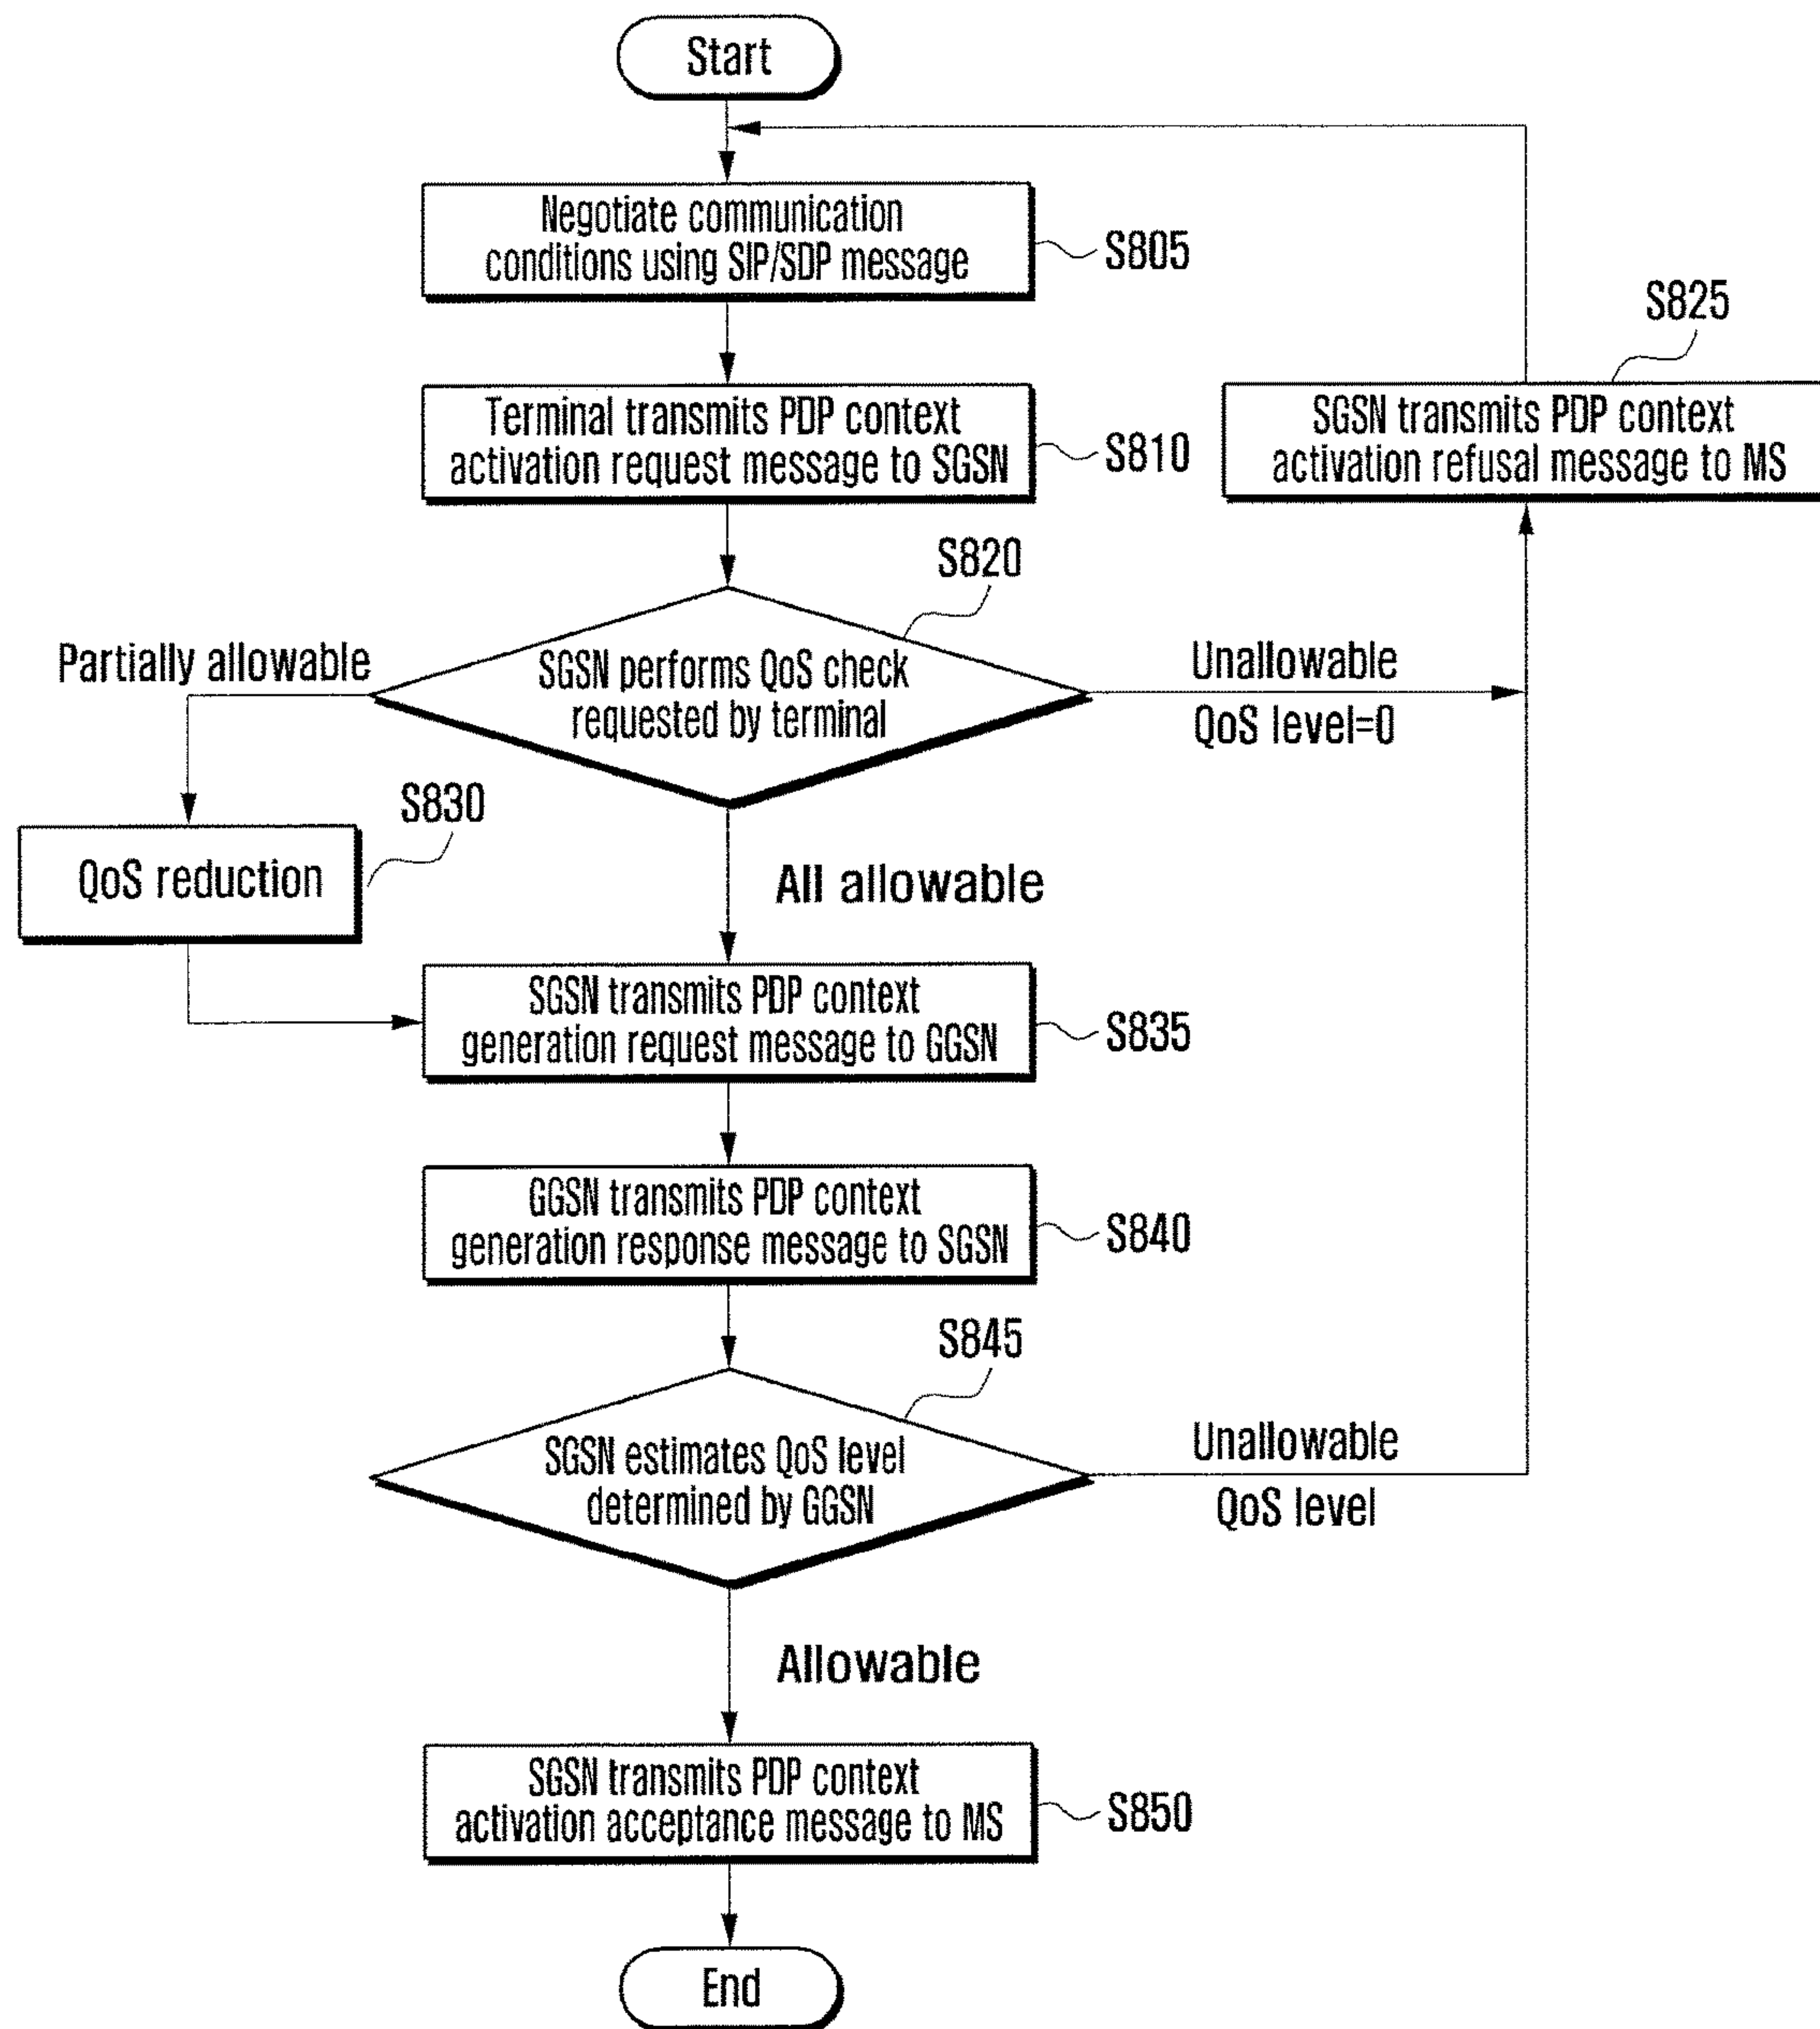 Start
Negotiate communication
conditions using SIP/SDP message
S805
S825
Terminal transmits PDP context
activation request message to SGSN
S810
SGSN transmits PDP context
activation refusal message to MS
S820
Partially allowable
SGSN performs QoS check
requested by terminal
Unallowable
QoS level=0
S830
QoS reduction
All allowable
SGSN transmits PDP context
generation request message to GGSN
S835
GGSN transmits PDP context
generation response message to SGSN
S840
S845
SGSN estimates QoS level
determined by GGSN
Unallowable
QoS level
Allowable
SGSN transmits PDP context
activation acceptance message to MS
S850
End